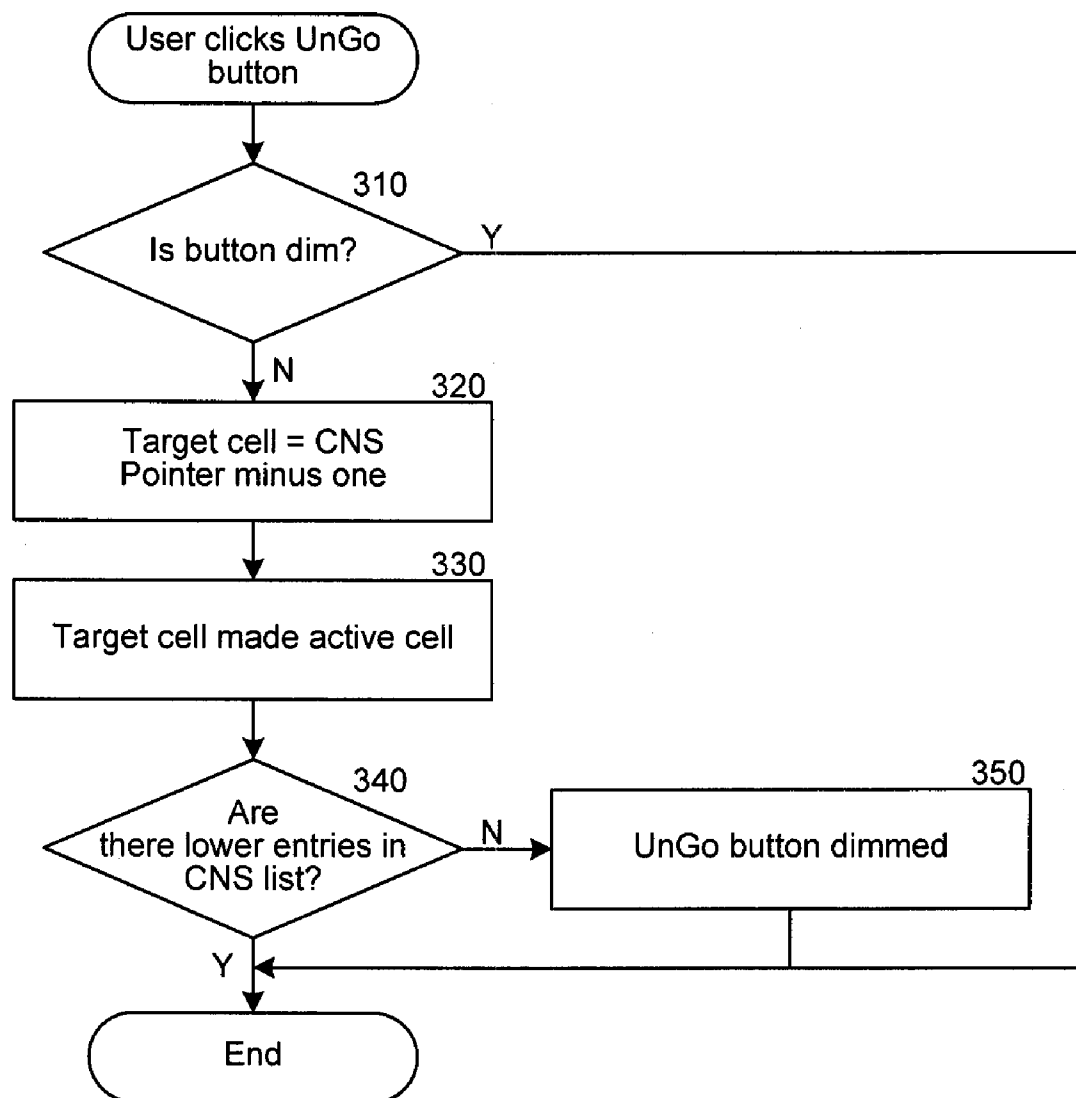 User clicks UnGo
button
310
Is button dim?
Y
N
320
Target cell = CNS
Pointer minus one
330
Target cell made active cell
340
Are
there lower entries in
CNS list?
N
350
UnGo button dimmed
Y
End